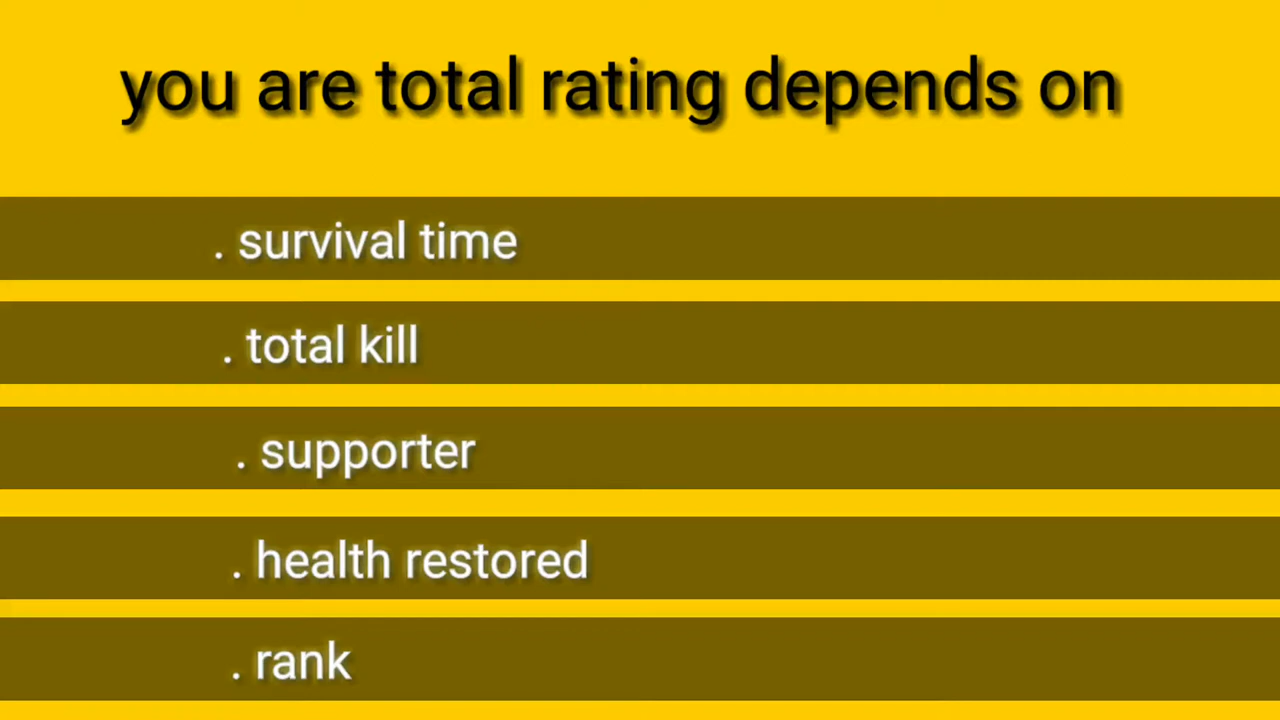 you are total rating depends on
. survival time
. total kill
. supporter
. health restored
. rank